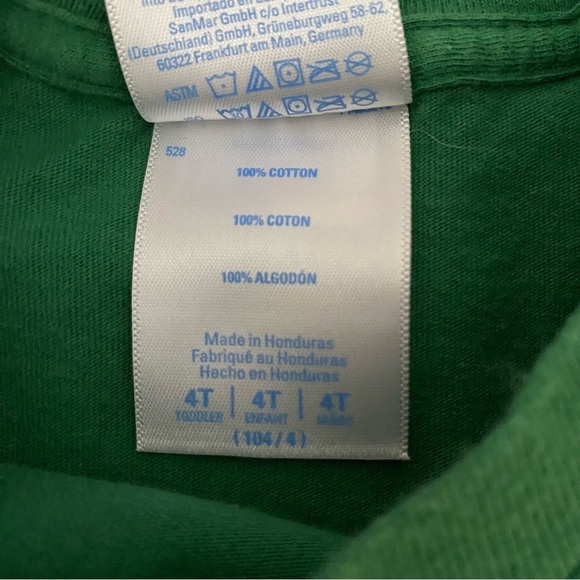 Importado en la
SanMar GmbH c/o Intertrust
(Deutschland) GmbH, Grüneburgweg 58-62,
60322 Frankfurt am Main, Germany
ASTM
528
100% COTTON
100% COTON
100% ALGODÓN
Made in Honduras
Fabriqué au Honduras
Hecho en Honduras
4T | 4T | 4T
TODDLER ENFANT NIÑOS
(104/4)